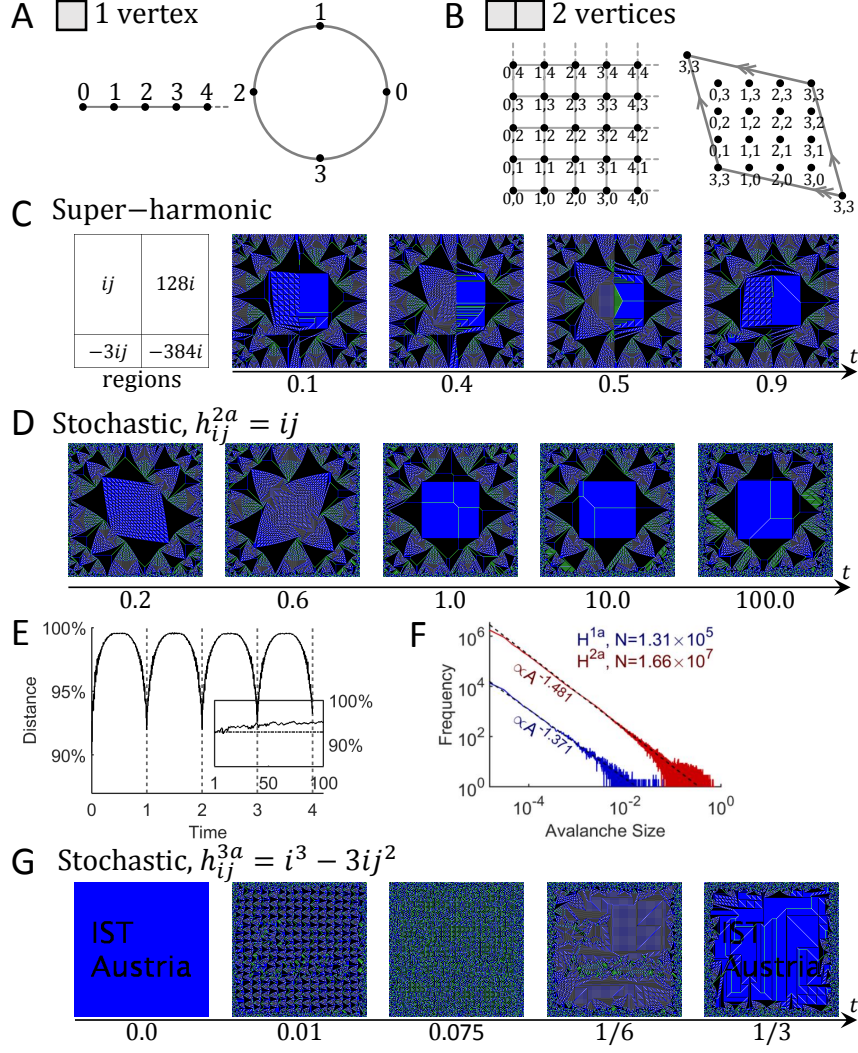 A 1 vertex
0 1 2 3 4
1
2 0
3
B 2 vertices
0,4 1,4 2,4 3,4 4,4
0,3 1,3 2,3 3,3 4,3
0,2 1,2 2,2 3,2 4,2
0,1 1,1 2,1 3,1 4,1
0,0 1,0 2,0 3,0 4,0
3,3
0,3 1,3 2,3 3,3
0,2 1,2 2,2 3,2
0,1 1,1 2,1 3,1
3,3 1,0 2,0 3,0
3,3
C Super−harmonic
ij 128i
−3ij −384i
regions
0.1 0.4 0.5 0.9 t
D Stochastic, h_{ij}^{2a} = ij
0.2 0.6 1.0 10.0 100.0 t
E
100%
95%
90%
Distance
0 1 2 3 4
Time
100%
90%
1 50 100
F
H^{1a}, N=1.31×10^5
H^{2a}, N=1.66×10^7
∝A^{-1.481}
∝A^{-1.371}
10^6
10^4
10^2
10^0
Frequency
10^{-4} 10^{-2} 10^0
Avalanche Size
G Stochastic, h_{ij}^{3a} = i^3 − 3ij^2
IST
Austria
IST
Austria
0.0 0.01 0.075 1/6 1/3 t